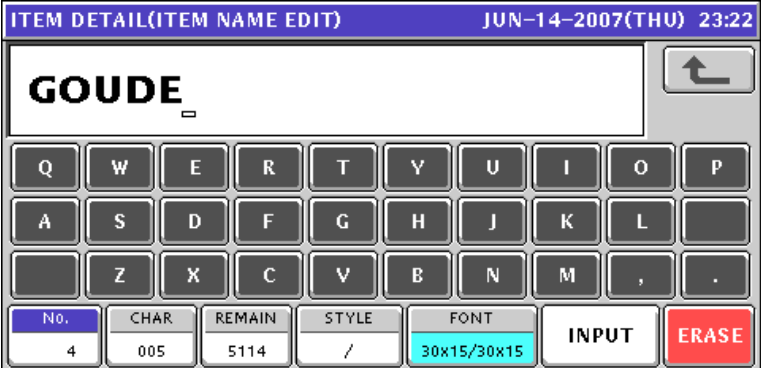 ITEM DETAIL(ITEM NAME EDIT) JUN-14-2007(THU) 23:22
GOUDE
Q W E R T Y U I O P
A S D F G H J K L
Z X C V B N M , .
No. CHAR REMAIN STYLE FONT INPUT ERASE
4 005 5114 / 30x15/30x15